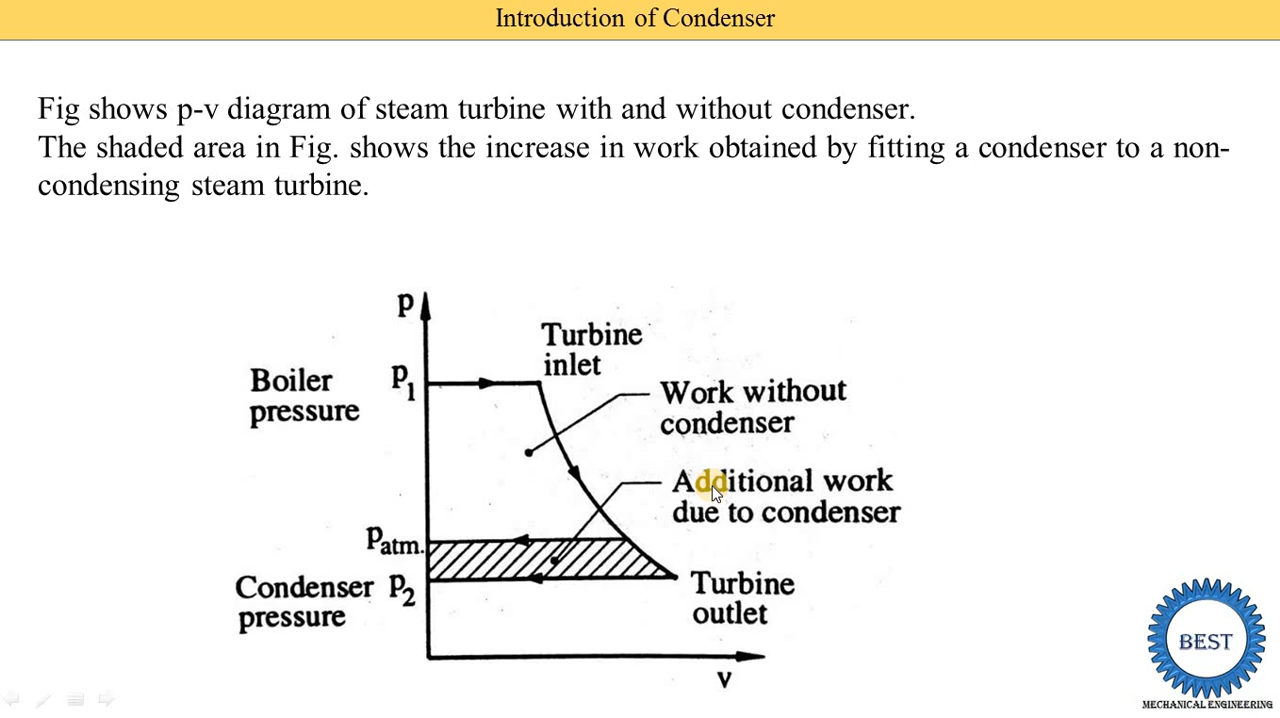 Introduction of Condenser
Fig shows p-v diagram of steam turbine with and without condenser.
The shaded area in Fig. shows the increase in work obtained by fitting a condenser to a non-
condensing steam turbine.
p
Turbine
inlet
Boiler
pressure
p1
Work without
condenser
Additional work
due to condenser
Patm.
Condenser
pressure
p2
Turbine
outlet
v
BEST
MECHANICAL ENGINEERING